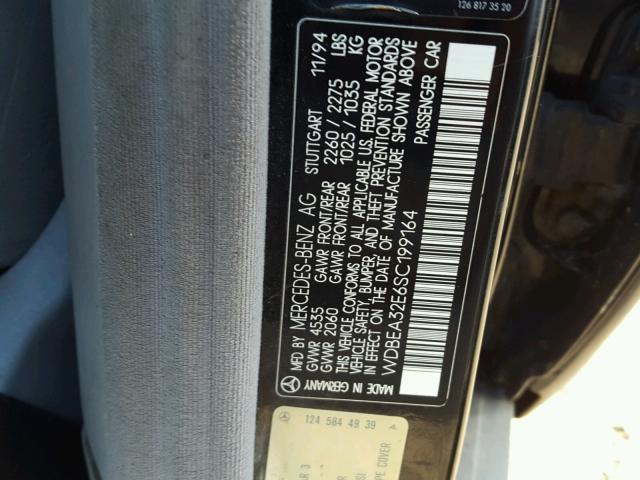 126 817 35 20
MFD BY MERCEDES-BENZ AG STUTTGART 11/94
GVWR 4535 GAWR FRONT/REAR 2260 / 2275 LBS
GVWR 2060 GAWR FRONT/REAR 1025 / 1035 KG
THIS VEHICLE CONFORMS TO ALL APPLICABLE U.S. FEDERAL MOTOR
VEHICLE SAFETY, BUMPER, AND THEFT PREVENTION STANDARDS
IN EFFECT ON THE DATE OF MANUFACTURE SHOWN ABOVE
WDBEA32E6SC199164 PASSENGER CAR
MADE IN GERMANY
124 584 49 39
PE COVER